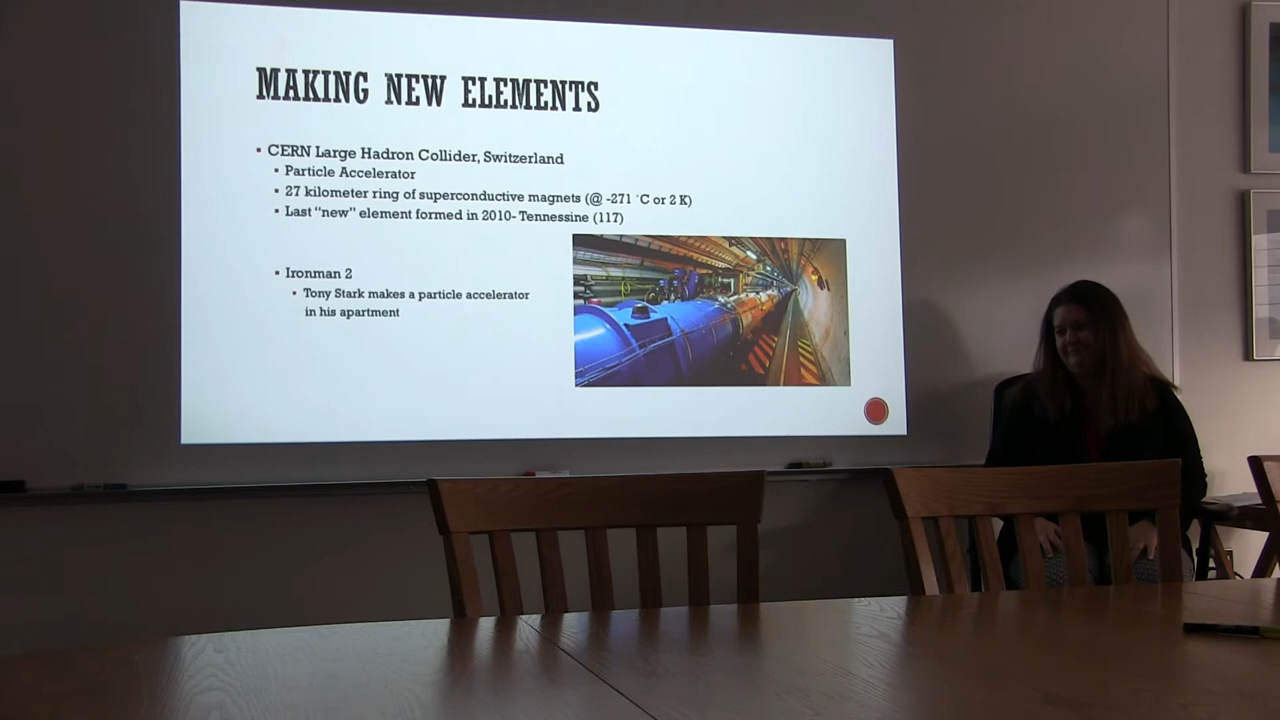 MAKING NEW ELEMENTS
▪ CERN Large Hadron Collider, Switzerland
▪ Particle Accelerator
▪ 27 kilometer ring of superconductive magnets (@ -271 °C or 2 K)
▪ Last “new” element formed in 2010- Tennessine (117)
▪ Ironman 2
▪ Tony Stark makes a particle accelerator
in his apartment